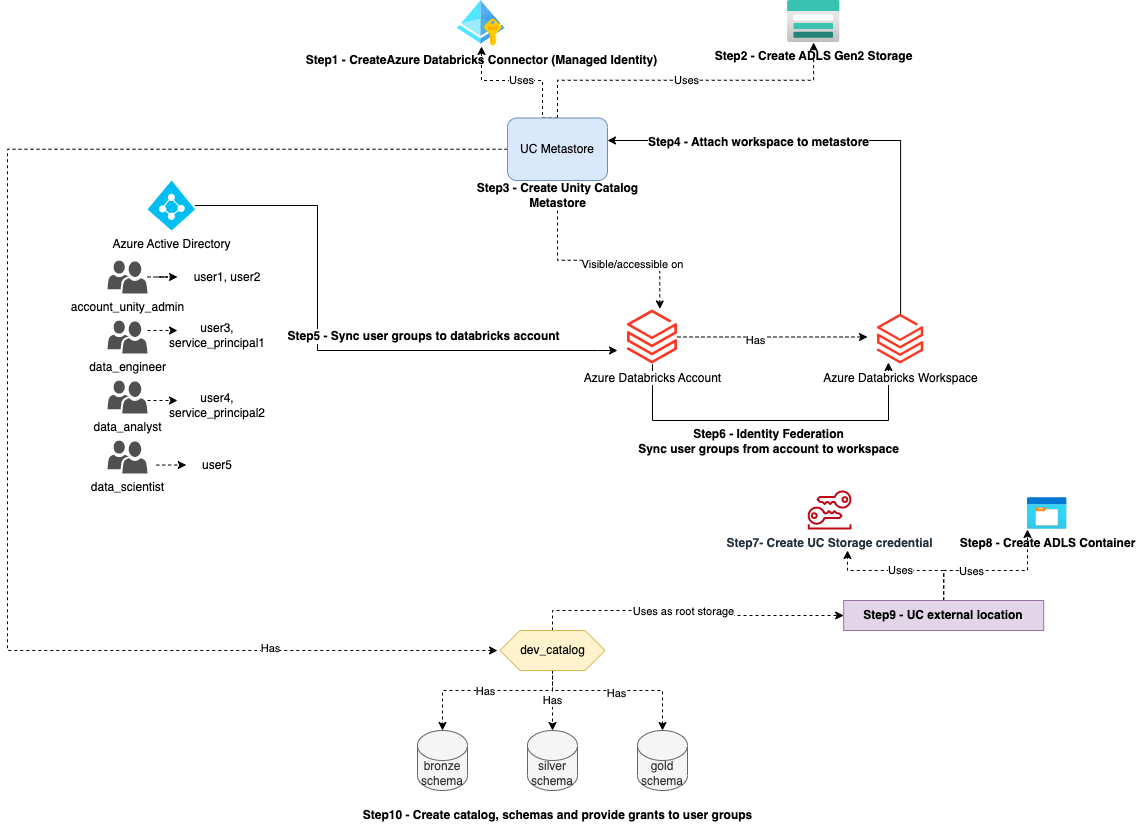 Step1 - CreateAzure Databricks Connector (Managed Identity)
Step2 - Create ADLS Gen2 Storage
Uses
Uses
UC Metastore
Step4 - Attach workspace to metastore
Step3 - Create Unity Catalog
Metastore
Azure Active Directory
Visible/accessible on
user1, user2
account_unity_admin
user3,
service_principal1
data_engineer
Step5 - Sync user groups to databricks account
Has
Azure Databricks Account
Azure Databricks Workspace
user4,
service_principal2
data_analyst
Step6 - Identity Federation
Sync user groups from account to workspace
user5
data_scientist
Step7- Create UC Storage credential
Step8 - Create ADLS Container
Uses
Uses
Uses as root storage
Step9 - UC external location
Has
dev_catalog
Has
Has
Has
bronze
schema
silver
schema
gold
schema
Step10 - Create catalog, schemas and provide grants to user groups